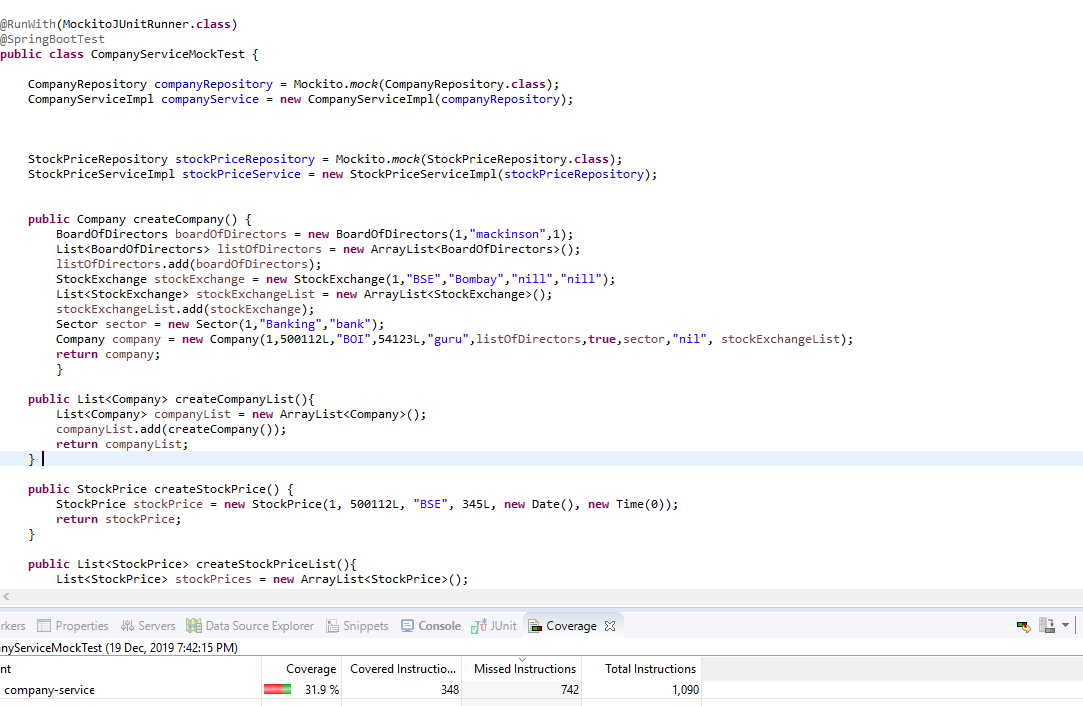 @RunWith(MockitoJUnitRunner.class)
@SpringBootTest
public class CompanyServiceMockTest {
CompanyRepository companyRepository = Mockito.mock(CompanyRepository.class);
CompanyServiceImpl companyService = new CompanyServiceImpl(companyRepository);
StockPriceRepository stockPriceRepository = Mockito.mock(StockPriceRepository.class);
StockPriceServiceImpl stockPriceService = new StockPriceServiceImpl(stockPriceRepository);
public Company createCompany() {
BoardOfDirectors boardOfDirectors = new BoardOfDirectors(1,"mackinson",1);
List<BoardOfDirectors> listOfDirectors = new ArrayList<BoardOfDirectors>();
listOfDirectors.add(boardOfDirectors);
StockExchange stockExchange = new StockExchange(1,"BSE","Bombay","nill","nill");
List<StockExchange> stockExchangeList = new ArrayList<StockExchange>();
stockExchangeList.add(stockExchange);
Sector sector = new Sector(1,"Banking","bank");
Company company = new Company(1,500112L,"BOI",54123L,"guru",listOfDirectors,true,sector,"nil", stockExchangeList);
return company;
}
public List<Company> createCompanyList(){
List<Company> companyList = new ArrayList<Company>();
companyList.add(createCompany());
return companyList;
}
public StockPrice createStockPrice() {
StockPrice stockPrice = new StockPrice(1, 500112L, "BSE", 345L, new Date(), new Time(0));
return stockPrice;
}
public List<StockPrice> createStockPriceList(){
List<StockPrice> stockPrices = new ArrayList<StockPrice>();
rkers Properties Servers Data Source Explorer Snippets Console JUnit Coverage
nyServiceMockTest (19 Dec, 2019 7:42:15 PM)
nt Coverage Covered Instructio... Missed Instructions Total Instructions
company-service 31.9 % 348 742 1,090